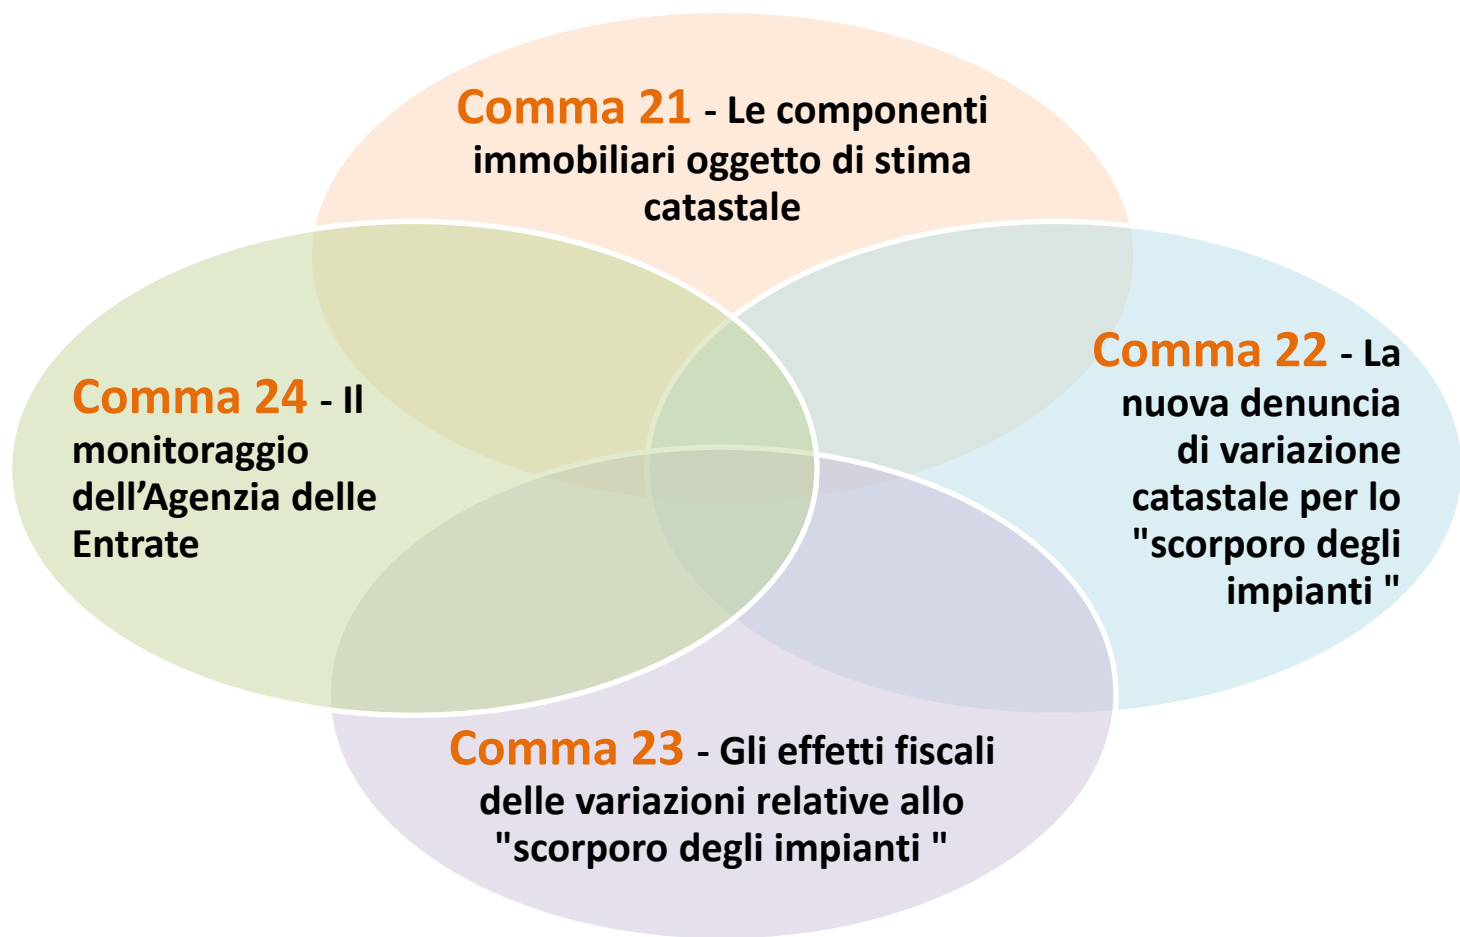 Comma 21 - Le componenti
immobiliari oggetto di stima
catastale
Comma 22 - La
nuova denuncia
di variazione
catastale per lo
"scorporo degli
impianti "
Comma 23 - Gli effetti fiscali
delle variazioni relative allo
"scorporo degli impianti "
Comma 24 - Il
monitoraggio
dell’Agenzia delle
Entrate